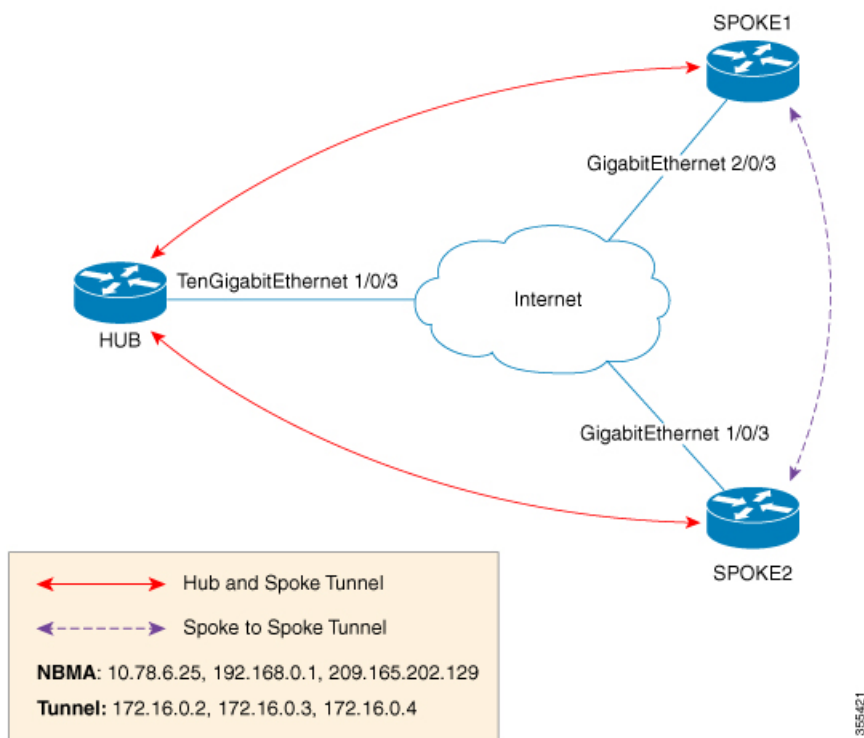 SPOKE1
GigabitEthernet 2/0/3
TenGigabitEthernet 1/0/3
Internet
HUB
GigabitEthernet 1/0/3
SPOKE2
Hub and Spoke Tunnel
Spoke to Spoke Tunnel
NBMA: 10.78.6.25, 192.168.0.1, 209.165.202.129
Tunnel: 172.16.0.2, 172.16.0.3, 172.16.0.4
355421